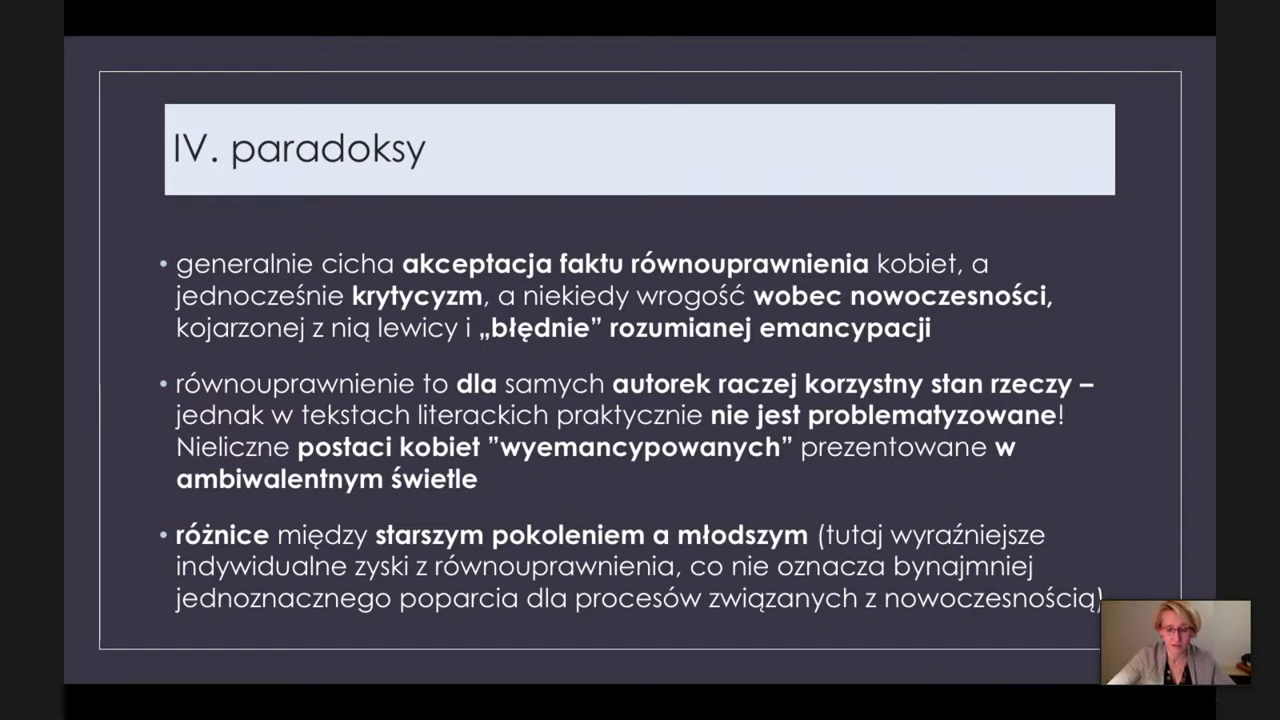 IV. paradoksy
• generalnie cicha akceptacja faktu równouprawnienia kobiet, a
jednocześnie krytycyzm, a niekiedy wrogość wobec nowoczesności,
kojarzonej z nią lewicy i „błędnie” rozumianej emancypacji
• równouprawnienie to dla samych autorek raczej korzystny stan rzeczy –
jednak w tekstach literackich praktycznie nie jest problematyzowane!
Nieliczne postaci kobiet ”wyemancypowanych” prezentowane w
ambiwalentnym świetle
• różnice między starszym pokoleniem a młodszym (tutaj wyraźniejsze
indywidualne zyski z równouprawnienia, co nie oznacza bynajmniej
jednoznacznego poparcia dla procesów związanych z nowoczesnością)